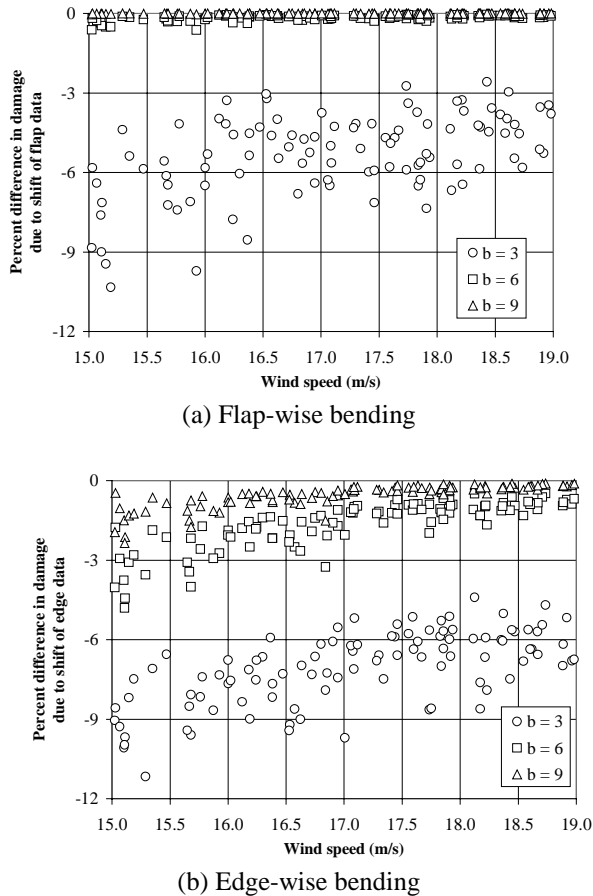 0
-3
-6
-9
-12
Percent difference in damage
due to shift of flap data
b = 3
b = 6
b = 9
15.0 15.5 16.0 16.5 17.0 17.5 18.0 18.5 19.0
Wind speed (m/s)
(a) Flap-wise bending
0
-3
-6
-9
-12
Percent difference in damage
due to shift of edge data
b = 3
b = 6
b = 9
15.0 15.5 16.0 16.5 17.0 17.5 18.0 18.5 19.0
Wind speed (m/s)
(b) Edge-wise bending